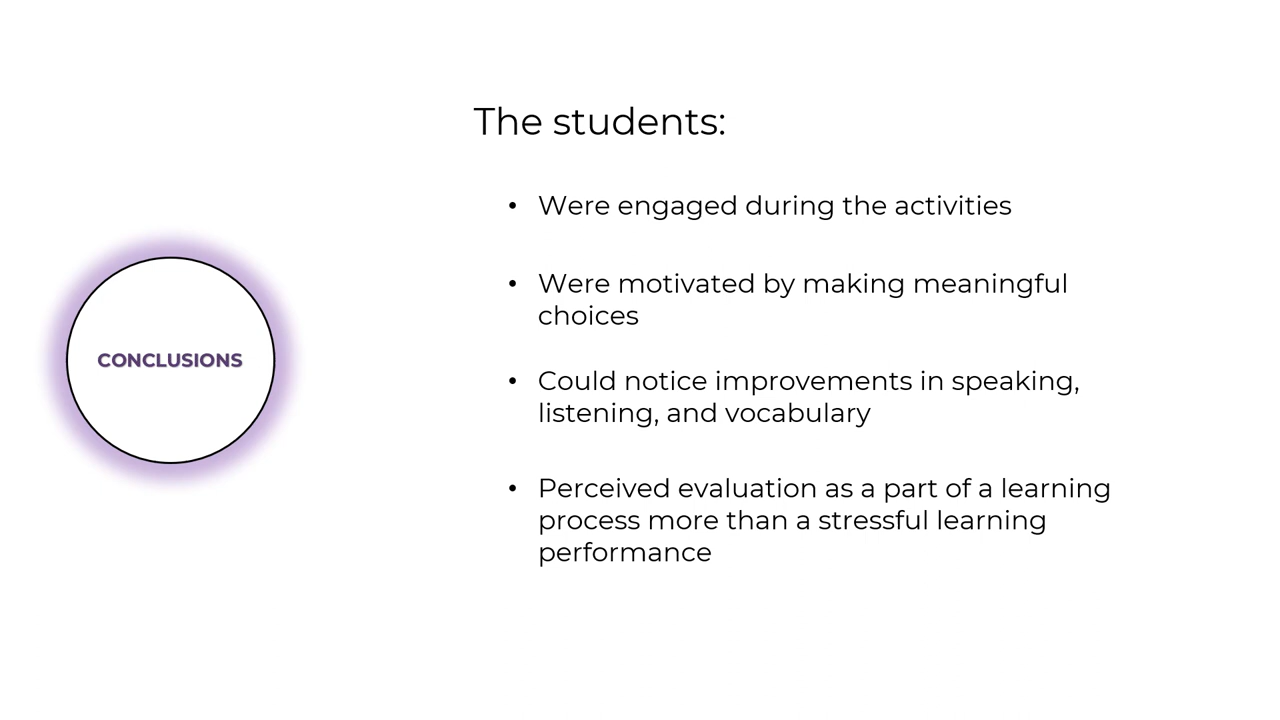 The students:
• Were engaged during the activities
• Were motivated by making meaningful
choices
CONCLUSIONS
• Could notice improvements in speaking,
listening, and vocabulary
• Perceived evaluation as a part of a learning
process more than a stressful learning
performance